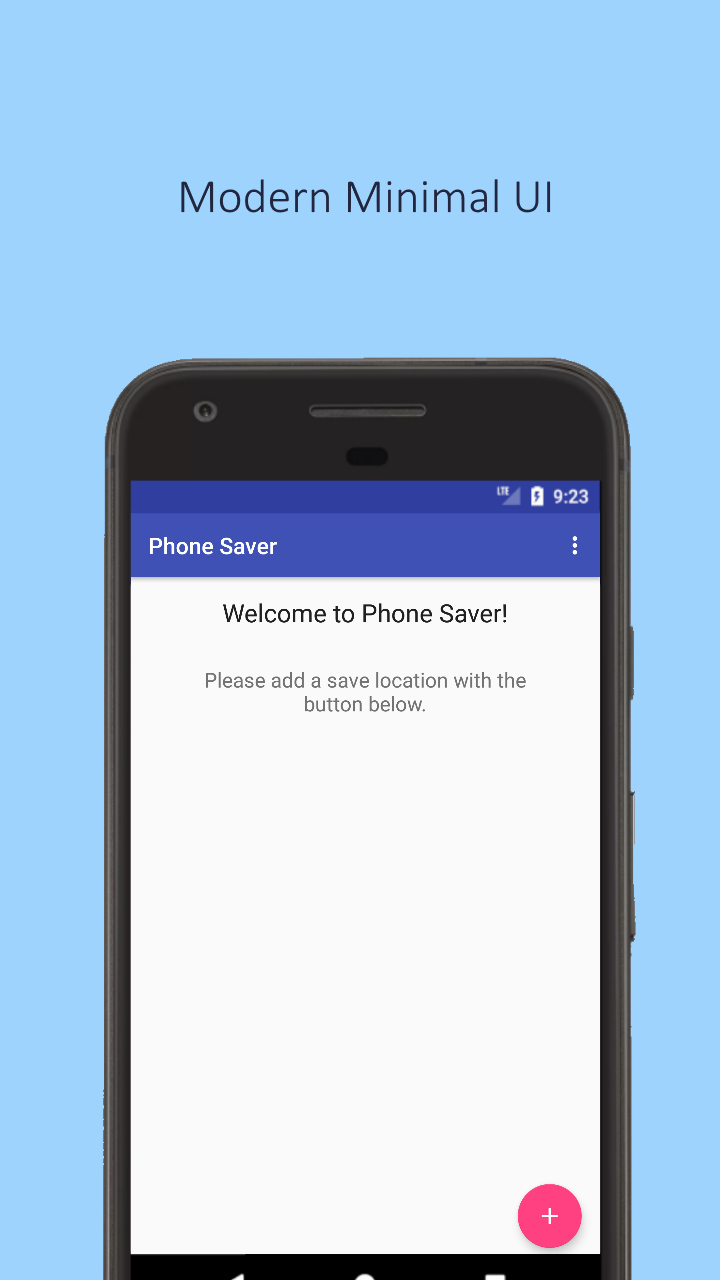 Modern Minimal UI
LTE 9:23
Phone Saver
Welcome to Phone Saver!
Please add a save location with the
button below.
+